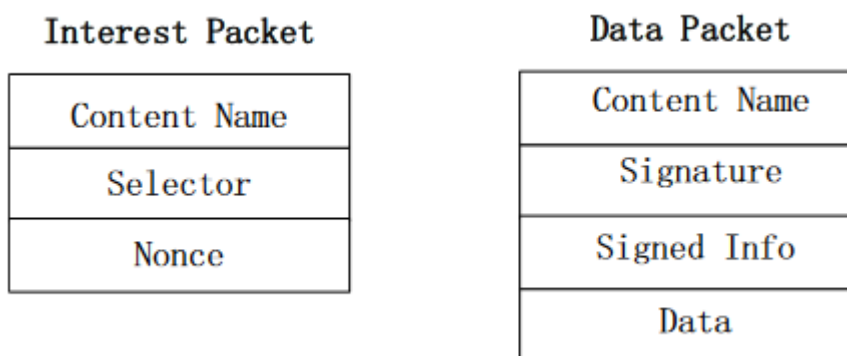 Interest Packet
Content Name
Selector
Nonce
Data Packet
Content Name
Signature
Signed Info
Data